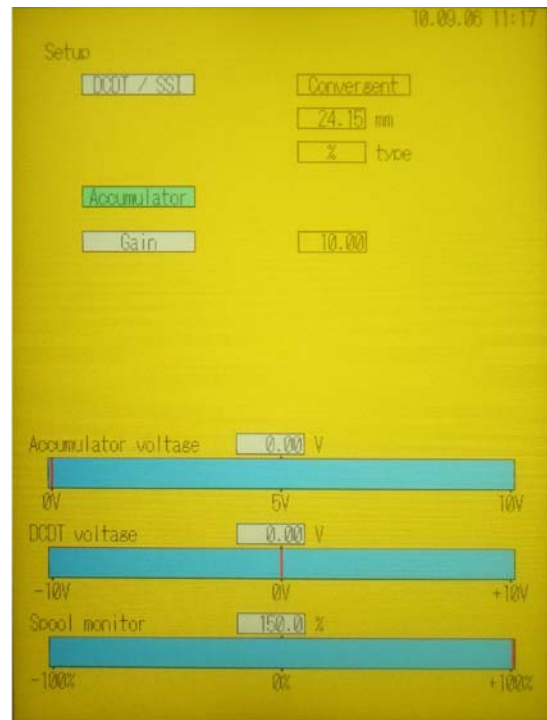 10.09.06 11:17
Setup
DCDT / SSI Convergent
24.15 mm
% type
Accumulator
Gain 10.00
Accumulator voltage 0.00 V
0V 5V 10V
DCDT voltage 0.00 V
-10V 0V +10V
Spool monitor 150.0 %
-100% 0% +100%